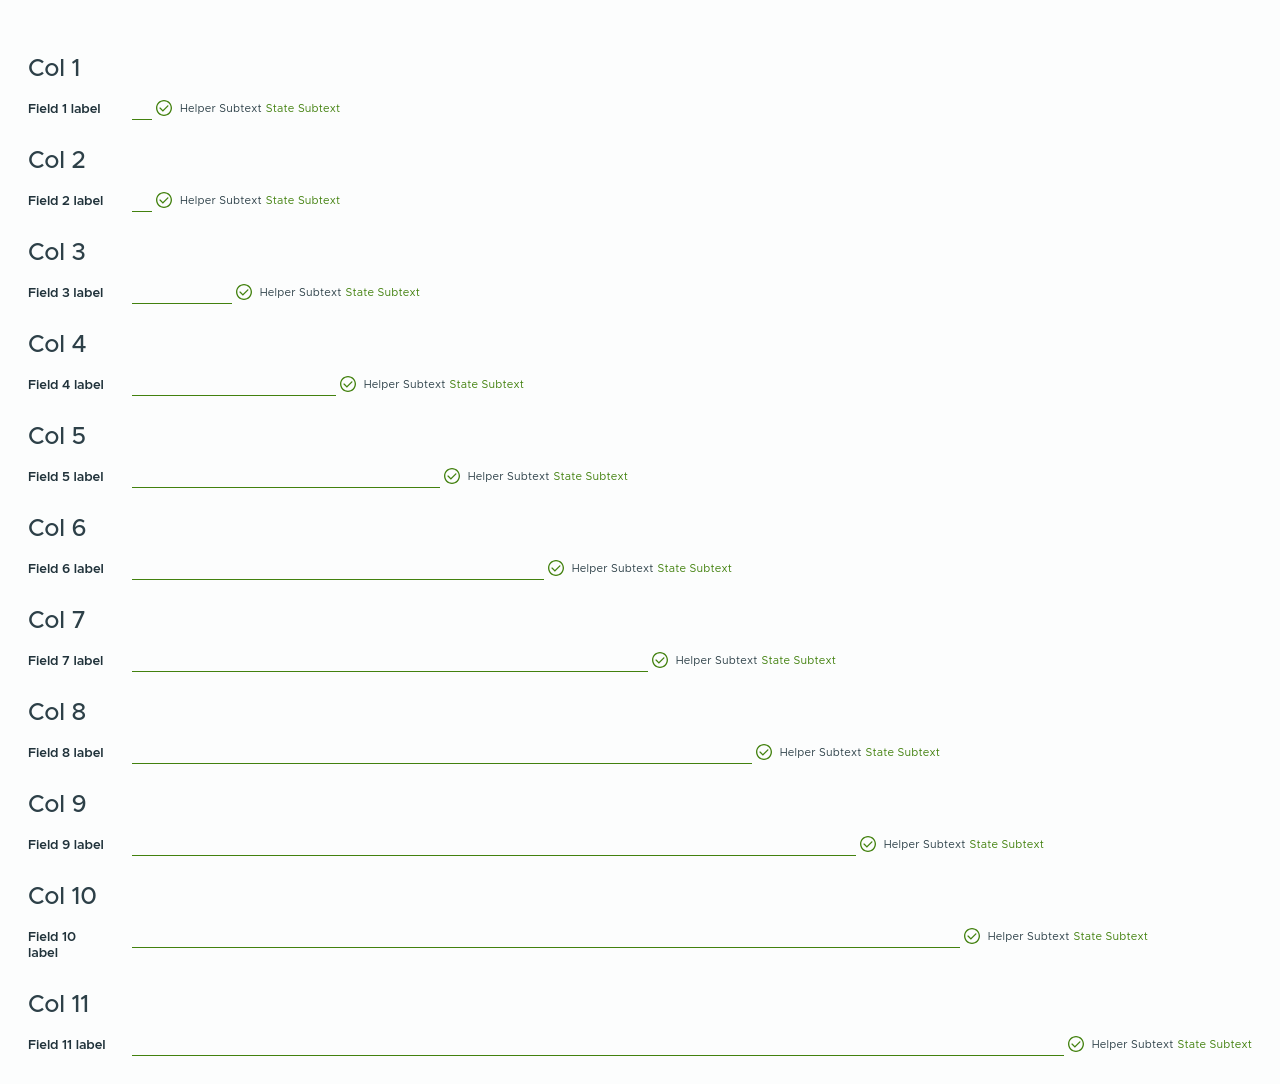 Col 1
Field 1 label Helper Subtext State Subtext
Col 2
Field 2 label Helper Subtext State Subtext
Col 3
Field 3 label Helper Subtext State Subtext
Col 4
Field 4 label Helper Subtext State Subtext
Col 5
Field 5 label Helper Subtext State Subtext
Col 6
Field 6 label Helper Subtext State Subtext
Col 7
Field 7 label Helper Subtext State Subtext
Col 8
Field 8 label Helper Subtext State Subtext
Col 9
Field 9 label Helper Subtext State Subtext
Col 10
Field 10 Helper Subtext State Subtext
label
Col 11
Field 11 label Helper Subtext State Subtext